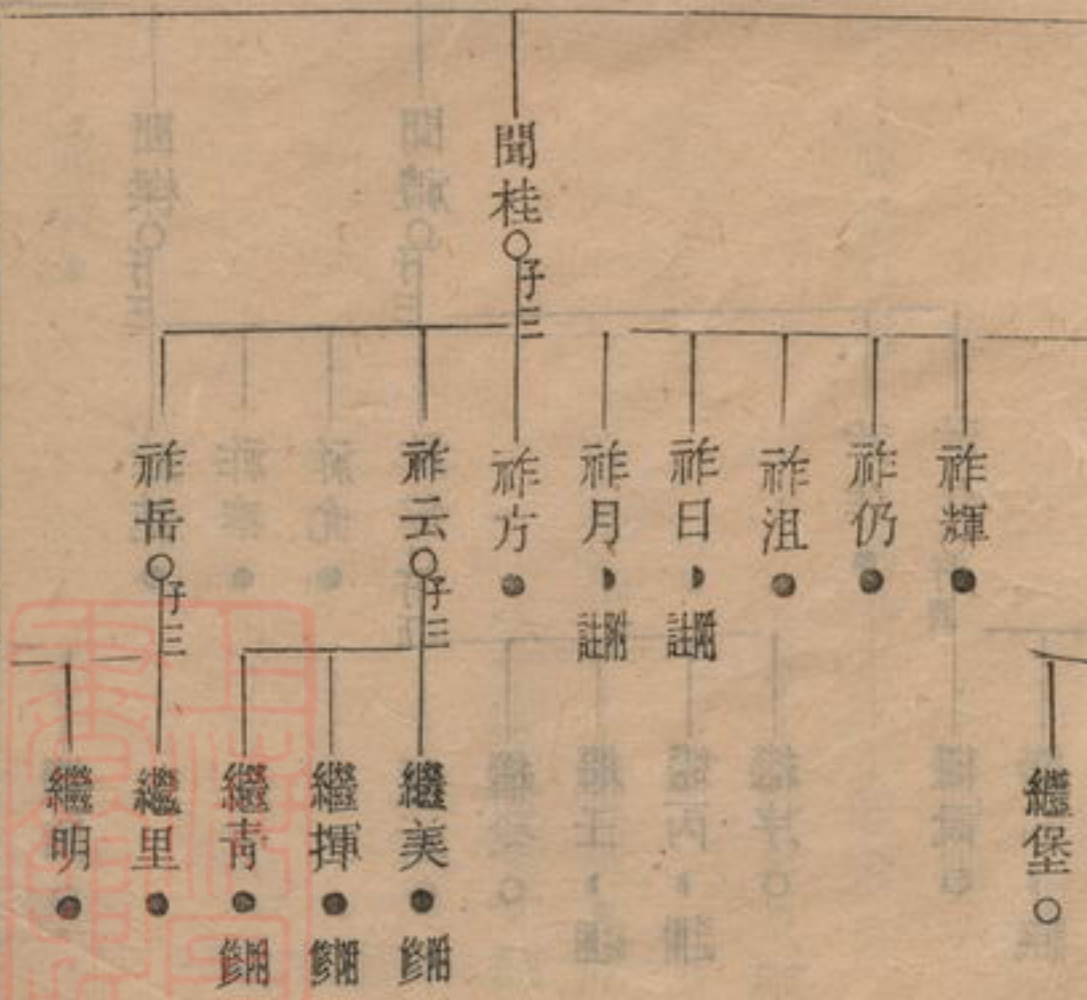 聞桂○子三
祚輝●
祚仍●
祚沮●
祚日◗附註
祚月◗附註
祚方●
祚云○子三
祚岳○子三
繼堡○
繼美●附修
繼揮●附修
繼青●附修
繼里●
繼明●